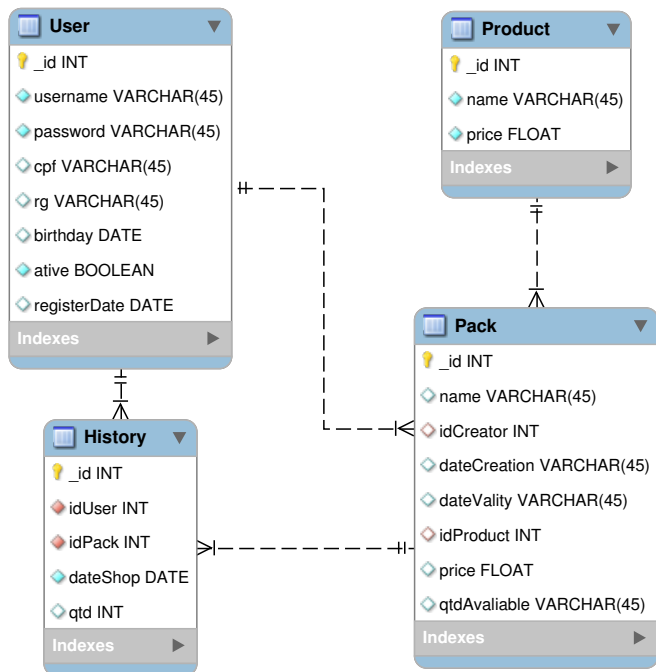 User
_id INT
username VARCHAR(45)
password VARCHAR(45)
cpf VARCHAR(45)
rg VARCHAR(45)
birthday DATE
ative BOOLEAN
registerDate DATE
Indexes
Product
_id INT
name VARCHAR(45)
price FLOAT
Indexes
History
_id INT
idUser INT
idPack INT
dateShop DATE
qtd INT
Indexes
Pack
_id INT
name VARCHAR(45)
idCreator INT
dateCreation VARCHAR(45)
dateVality VARCHAR(45)
idProduct INT
price FLOAT
qtdAvaliable VARCHAR(45)
Indexes